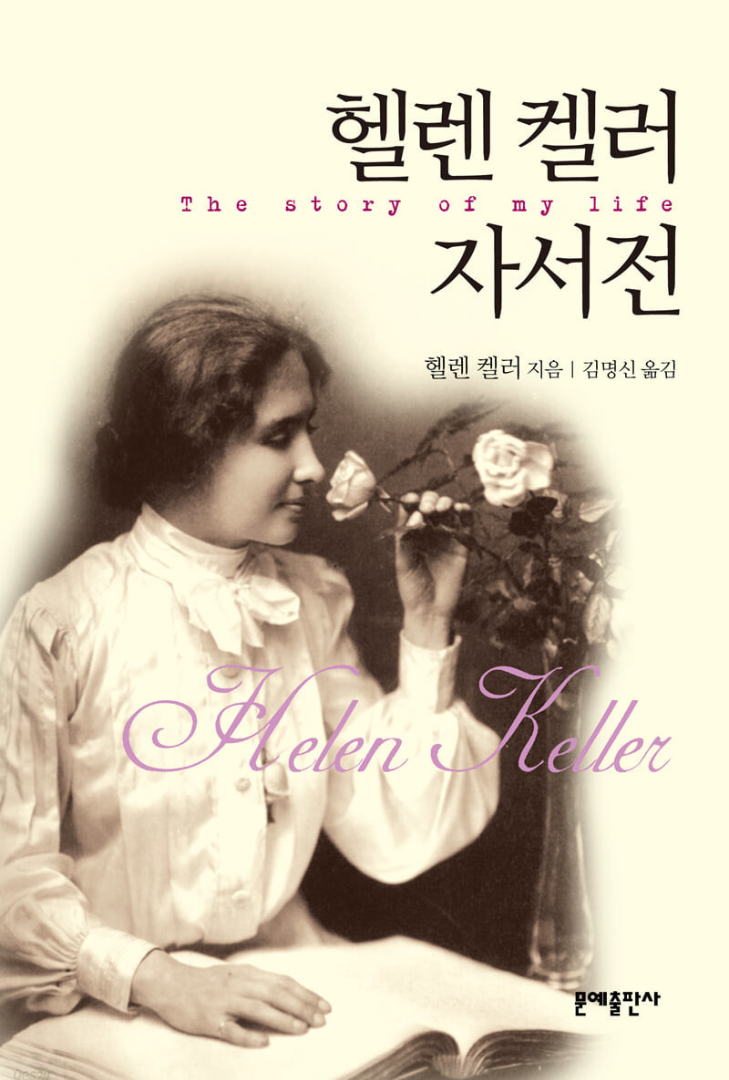 헬렌 켈러
The story of my life
자서전
헬렌 켈러 지음 | 김명신 옮김
Helen Keller
문예출판사
yes24